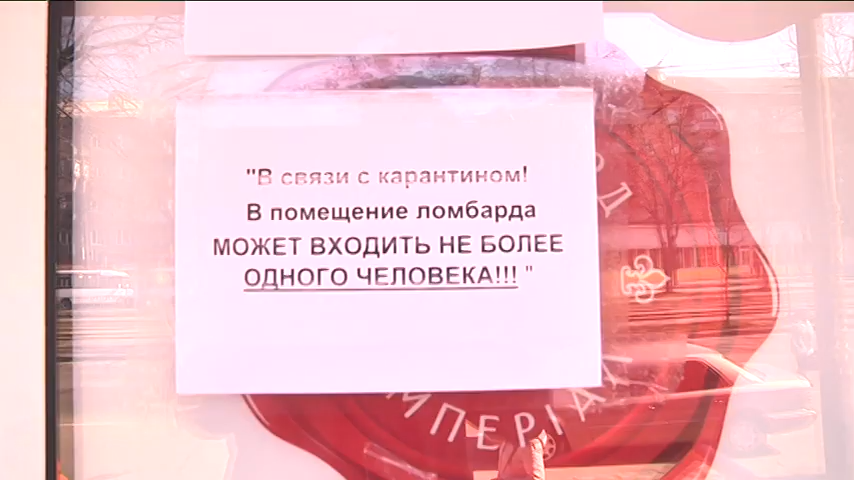 "В связи с карантином!
В помещение ломбарда
МОЖЕТ ВХОДИТЬ НЕ БОЛЕЕ
ОДНОГО ЧЕЛОВЕКА!!! "